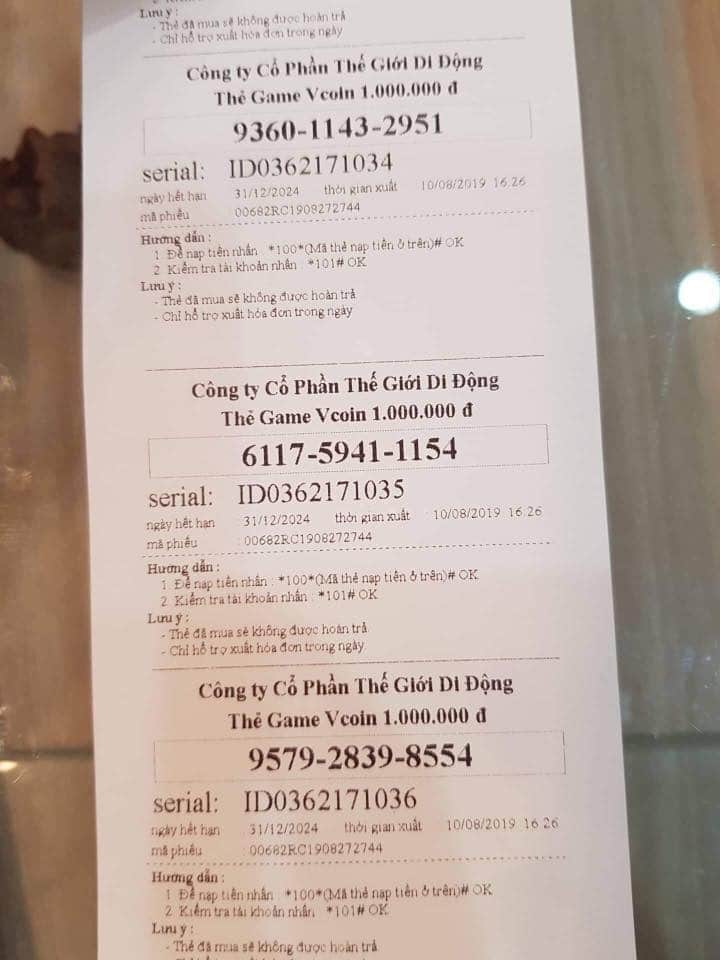 Lưu ý :
- Thẻ đã mua sẽ không được hoàn trả
- Chỉ hổ trợ xuất hóa đơn trong ngày
Công ty Cổ Phần Thế Giới Di Động
Thẻ Game Vcoin 1.000.000 đ
9360-1143-2951
serial: ID0362171034
ngày hết hạn : 31/12/2024 thời gian xuất : 10/08/2019 16:26
mã phiếu : 00682RC1908272744
Hướng dẫn :
1. Để nạp tiền nhấn : *100*(Mã thẻ nạp tiền ở trên)# OK
2. Kiểm tra tài khoản nhấn : *101# OK
Lưu ý :
- Thẻ đã mua sẽ không được hoàn trả
- Chỉ hổ trợ xuất hóa đơn trong ngày
Công ty Cổ Phần Thế Giới Di Động
Thẻ Game Vcoin 1.000.000 đ
6117-5941-1154
serial: ID0362171035
ngày hết hạn : 31/12/2024 thời gian xuất : 10/08/2019 16:26
mã phiếu : 00682RC1908272744
Hướng dẫn :
1. Để nạp tiền nhấn : *100*(Mã thẻ nạp tiền ở trên)# OK
2. Kiểm tra tài khoản nhấn : *101# OK
Lưu ý :
- Thẻ đã mua sẽ không được hoàn trả
- Chỉ hổ trợ xuất hóa đơn trong ngày
Công ty Cổ Phần Thế Giới Di Động
Thẻ Game Vcoin 1.000.000 đ
9579-2839-8554
serial: ID0362171036
ngày hết hạn : 31/12/2024 thời gian xuất : 10/08/2019 16:26
mã phiếu : 00682RC1908272744
Hướng dẫn :
1. Để nạp tiền nhấn : *100*(Mã thẻ nạp tiền ở trên)# OK
2. Kiểm tra tài khoản nhấn : *101# OK
Lưu ý :
- Thẻ đã mua sẽ không được hoàn trả